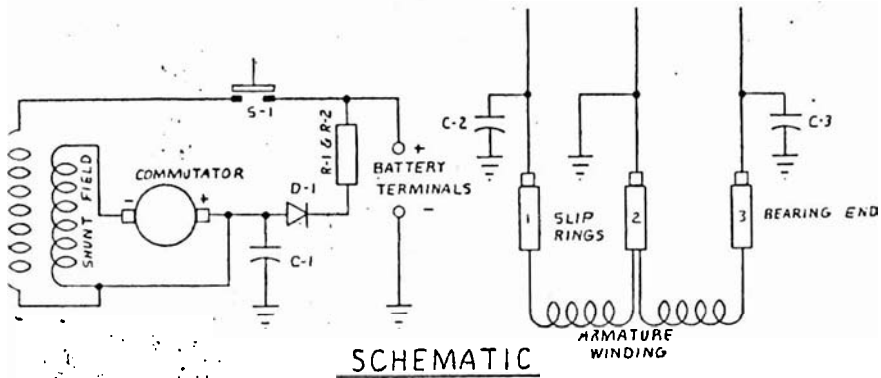 S-1
C-2
C-3
R-1 & R-2
+
BATTERY
TERMINALS
-
COMMUTATOR
D-1
SHUNT FIELD
-
+
C-1
1
SLIP
RINGS
2
3
BEARING END
ARMATURE
WINDING
SCHEMATIC